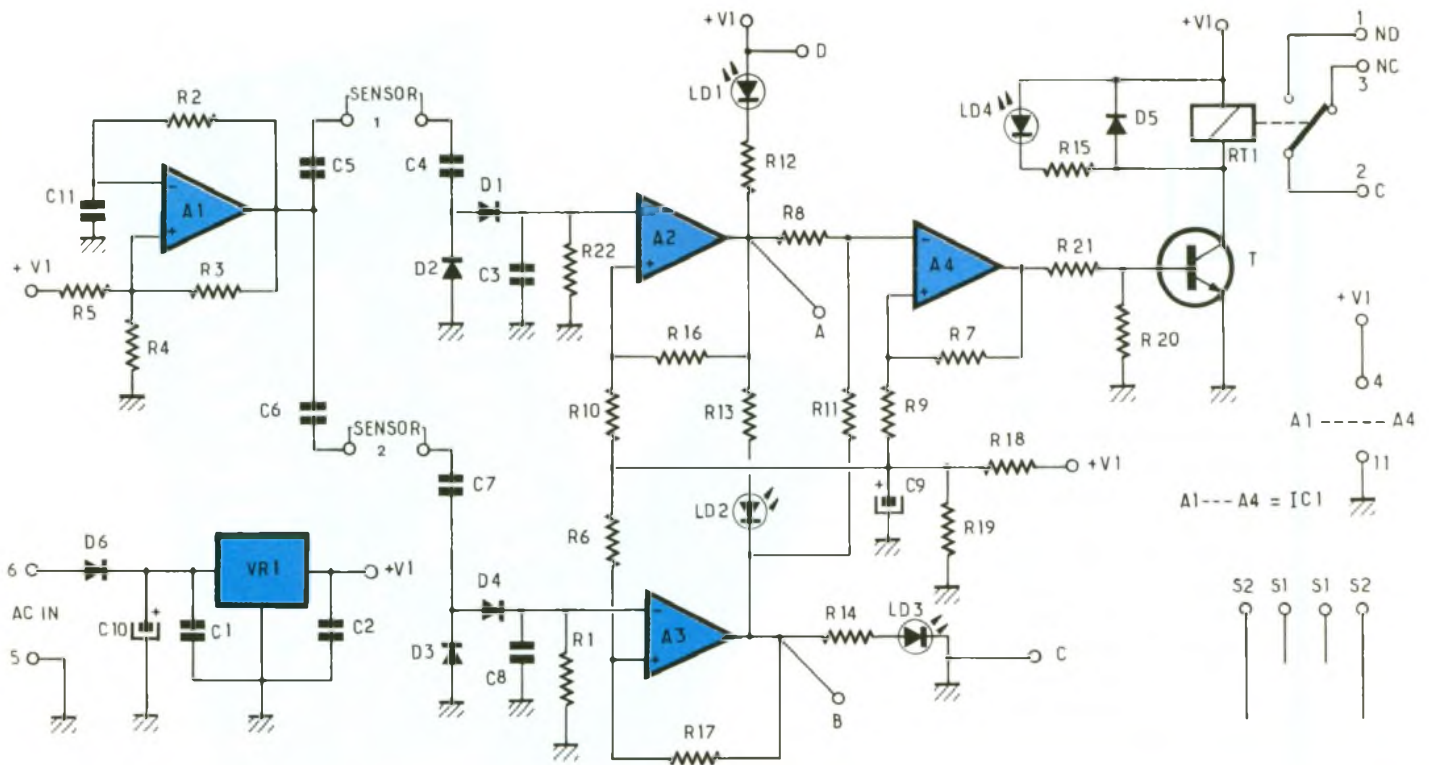 +V1
D
LD1
R12
+V1
1
ND
NC
3
LD4
D5
R15
RT1
2
C
R2
SENSOR
1
C5
C4
C11
-
A1
+
D1
R22
C3
D2
A2
+
R8
-
A4
+
R21
T
R20
+V1
R5
R3
R4
A
R16
R7
+V1
4
A1 ---- A4
11
C6
R10
R13
R11
R9
R18
+V1
SENSOR
2
C7
LD2
+
C9
R19
A1---A4 = IC1
R6
D6
6
VR1
+V1
AC IN
+
C10
C1
C2
5
D4
D3
C8
R1
-
A3
+
R14
LD3
C
B
R17
S2 S1 S1 S2